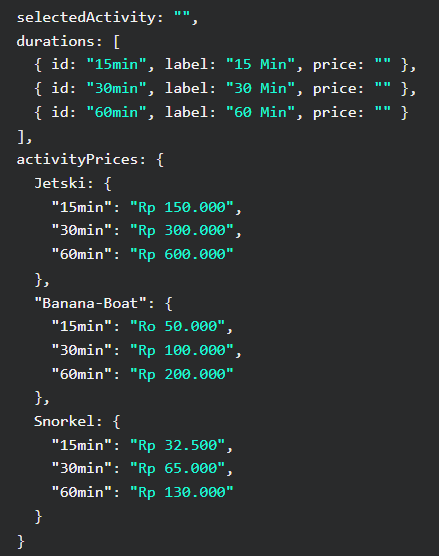 selectedActivity: "",
durations: [
  { id: "15min", label: "15 Min", price: "" },
  { id: "30min", label: "30 Min", price: "" },
  { id: "60min", label: "60 Min", price: "" }
],
activityPrices: {
  Jetski: {
    "15min": "Rp 150.000",
    "30min": "Rp 300.000",
    "60min": "Rp 600.000"
  },
  "Banana-Boat": {
    "15min": "Ro 50.000",
    "30min": "Rp 100.000",
    "60min": "Rp 200.000"
  },
  Snorkel: {
    "15min": "Rp 32.500",
    "30min": "Rp 65.000",
    "60min": "Rp 130.000"
  }
}